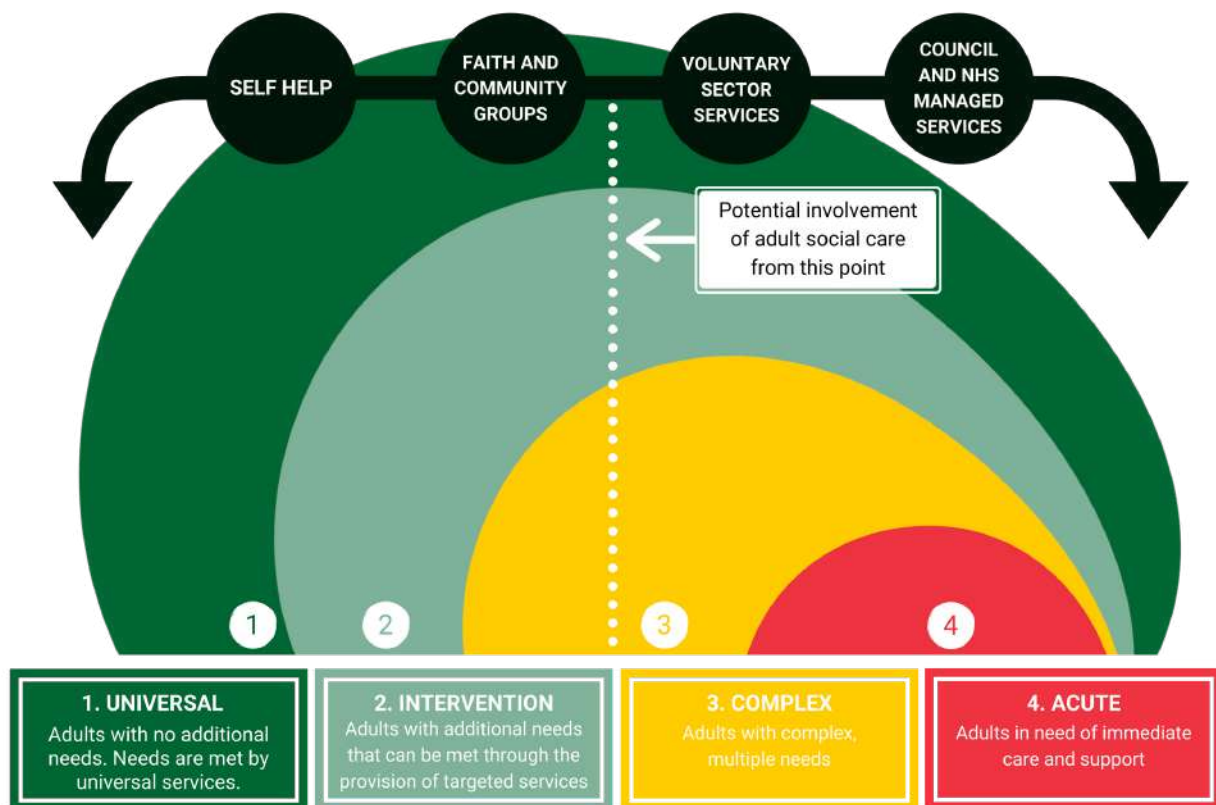 SELF HELP
FAITH AND
COMMUNITY
GROUPS
VOLUNTARY
SECTOR
SERVICES
COUNCIL
AND NHS
MANAGED
SERVICES
Potential involvement
of adult social care
from this point
1
2
3
4
1. UNIVERSAL
Adults with no additional
needs. Needs are met by
universal services.
2. INTERVENTION
Adults with additional needs
that can be met through the
provision of targeted services
3. COMPLEX
Adults with complex,
multiple needs
4. ACUTE
Adults in need of immediate
care and support